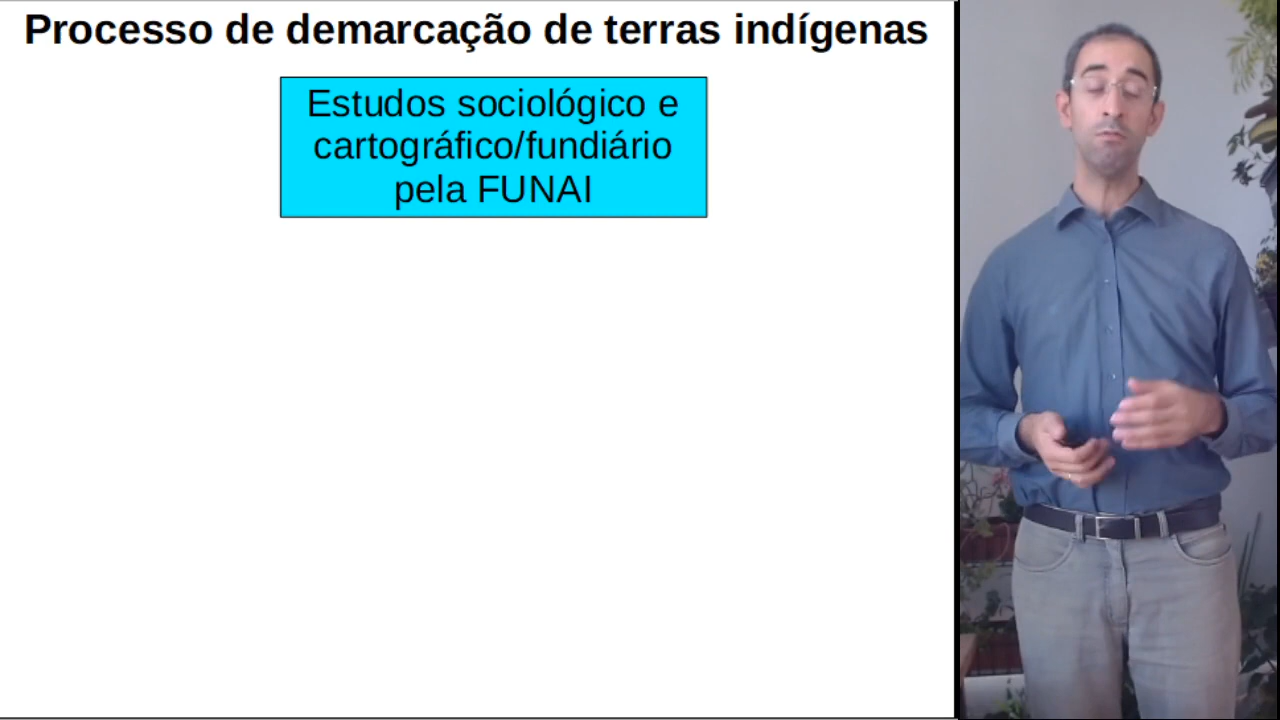 Processo de demarcação de terras indígenas
Estudos sociológico e
cartográfico/fundiário
pela FUNAI